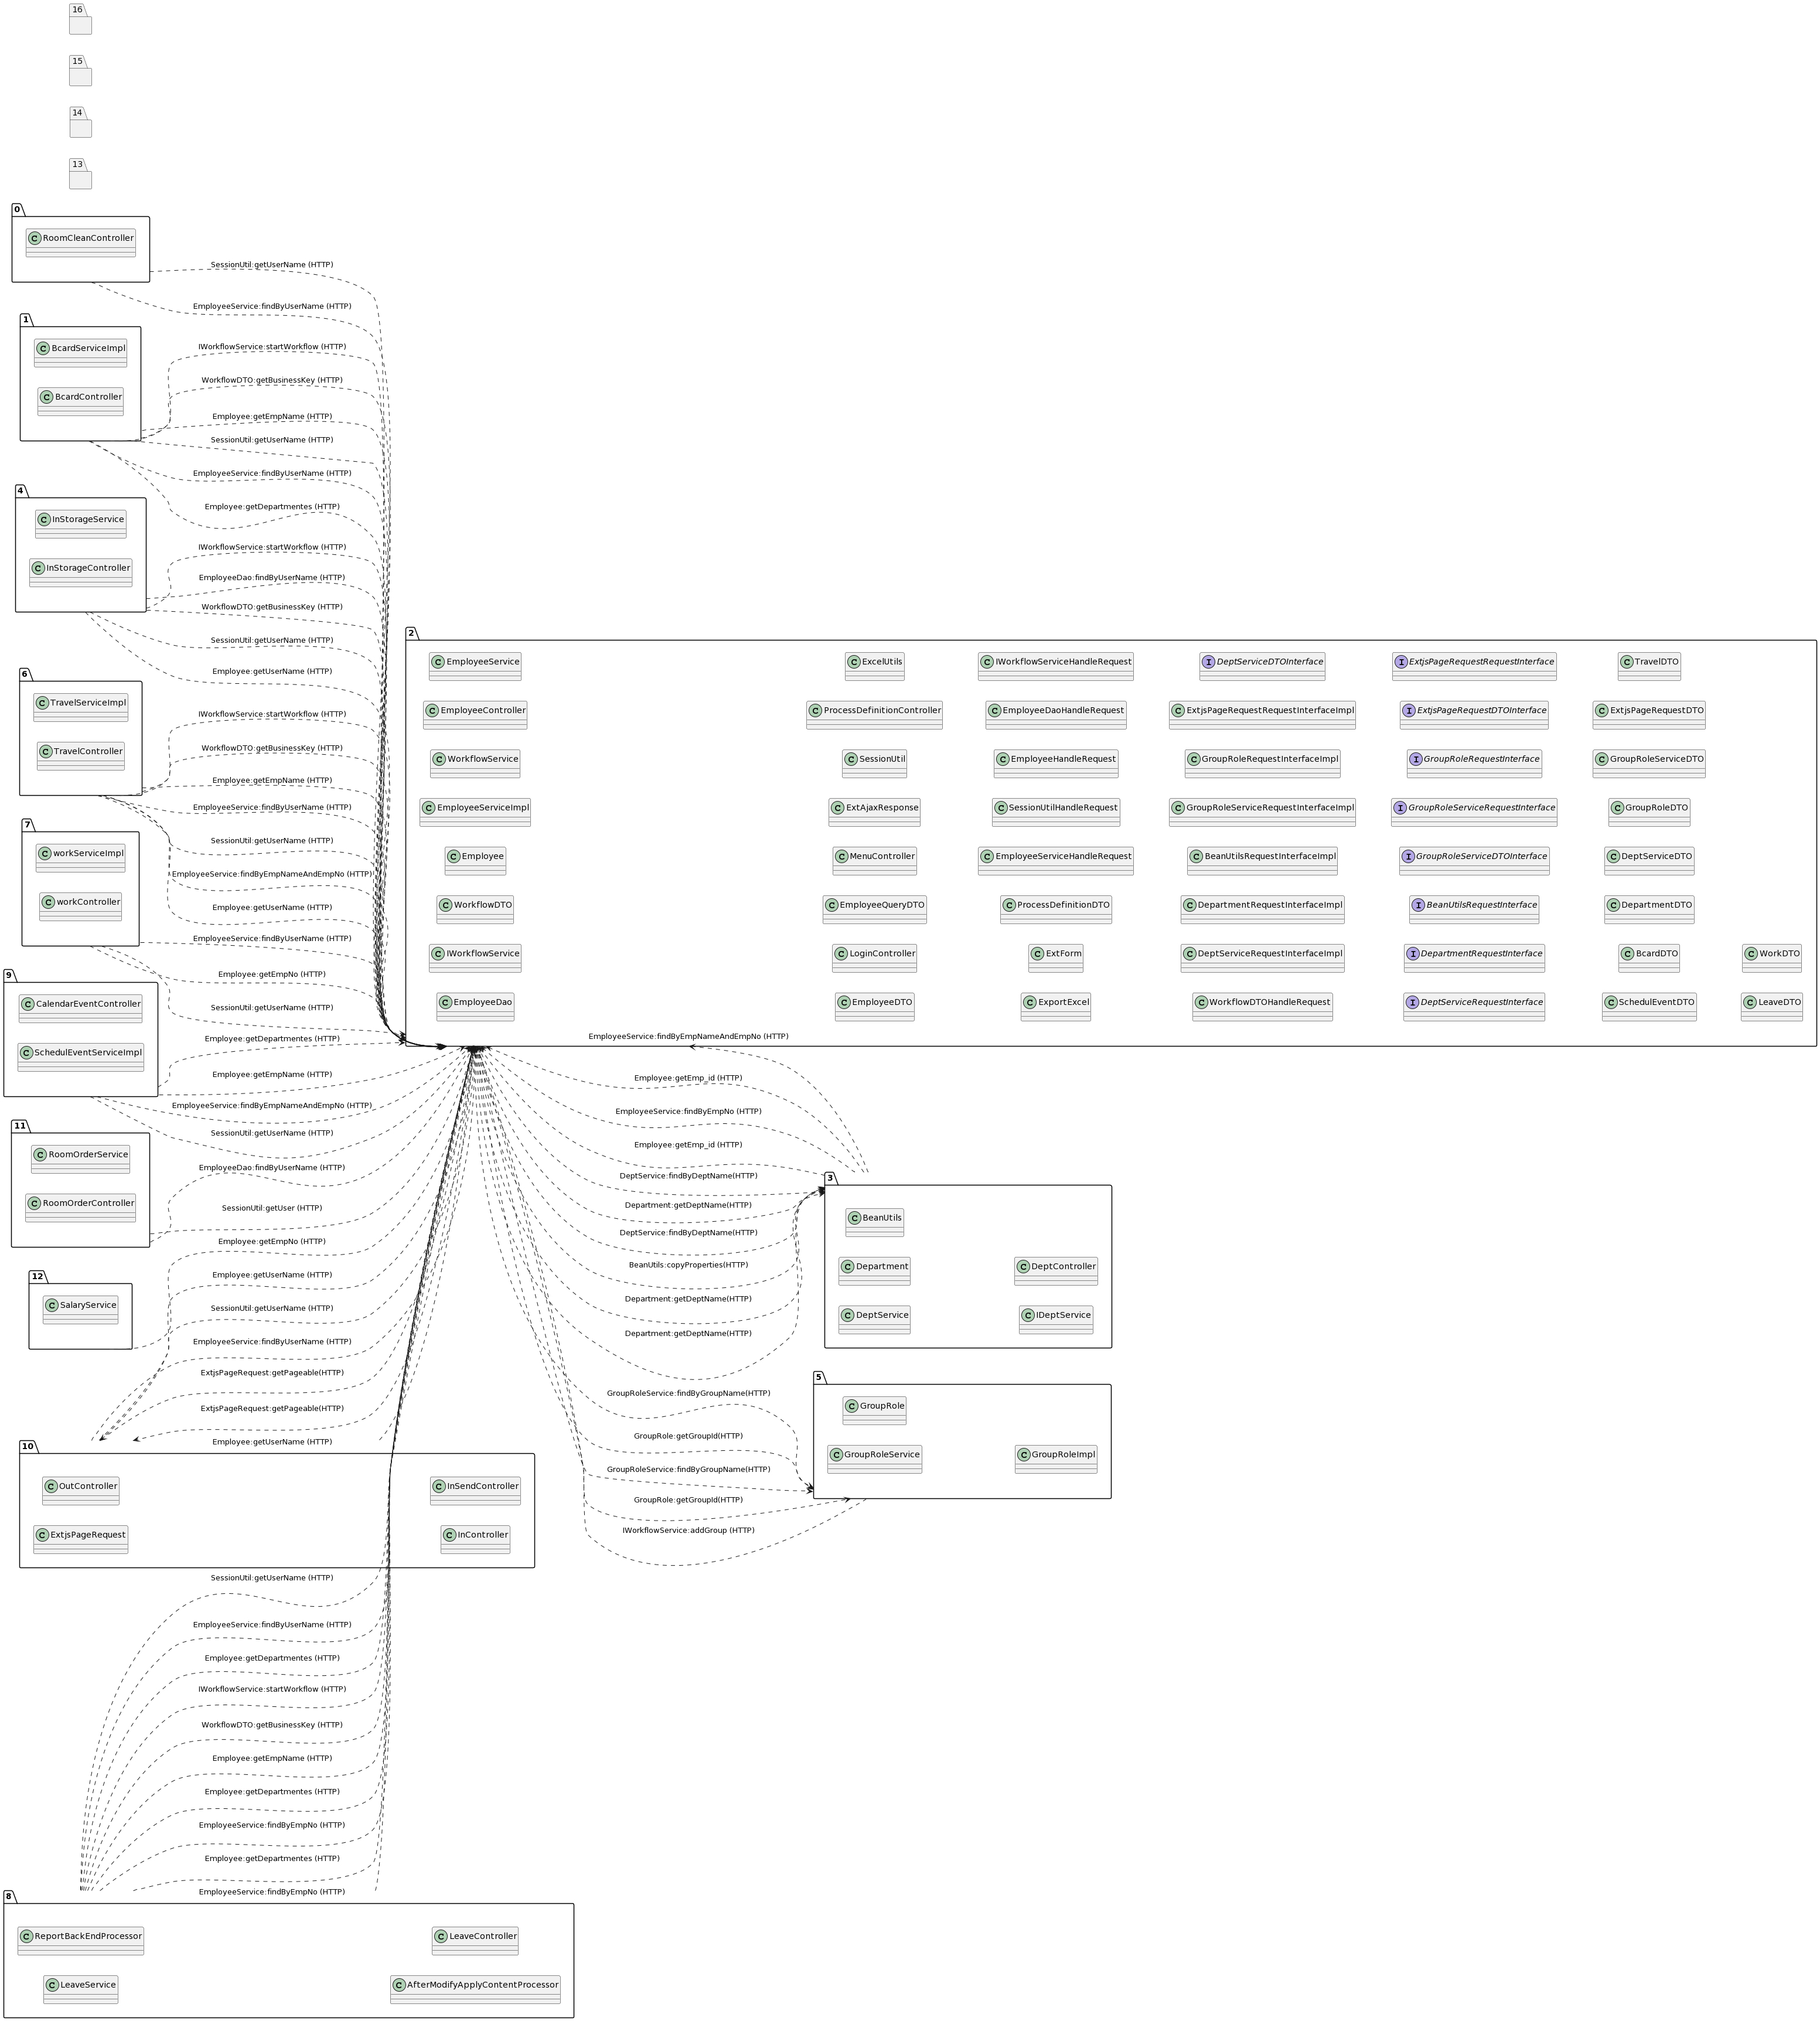 16
15
14
13
0
RoomCleanController
SessionUtil:getUserName (HTTP)
EmployeeService:findByUserName (HTTP)
1
BcardServiceImpl
BcardController
IWorkflowService:startWorkflow (HTTP)
WorkflowDTO:getBusinessKey (HTTP)
Employee:getEmpName (HTTP)
SessionUtil:getUserName (HTTP)
EmployeeService:findByUserName (HTTP)
Employee:getDepartmentes (HTTP)
4
InStorageService
InStorageController
IWorkflowService:startWorkflow (HTTP)
EmployeeDao:findByUserName (HTTP)
WorkflowDTO:getBusinessKey (HTTP)
SessionUtil:getUserName (HTTP)
Employee:getUserName (HTTP)
6
TravelServiceImpl
TravelController
IWorkflowService:startWorkflow (HTTP)
WorkflowDTO:getBusinessKey (HTTP)
Employee:getEmpName (HTTP)
EmployeeService:findByUserName (HTTP)
SessionUtil:getUserName (HTTP)
EmployeeService:findByEmpNameAndEmpNo (HTTP)
Employee:getUserName (HTTP)
7
workServiceImpl
workController
EmployeeService:findByUserName (HTTP)
Employee:getEmpNo (HTTP)
SessionUtil:getUserName (HTTP)
9
CalendarEventController
SchedulEventServiceImpl
Employee:getDepartmentes (HTTP)
Employee:getEmpName (HTTP)
EmployeeService:findByEmpNameAndEmpNo (HTTP)
SessionUtil:getUserName (HTTP)
11
RoomOrderService
RoomOrderController
EmployeeDao:findByUserName (HTTP)
SessionUtil:getUser (HTTP)
12
SalaryService
Employee:getEmpNo (HTTP)
Employee:getUserName (HTTP)
SessionUtil:getUserName (HTTP)
EmployeeService:findByUserName (HTTP)
ExtjsPageRequest:getPageable(HTTP)
ExtjsPageRequest:getPageable(HTTP)
Employee:getUserName (HTTP)
10
OutController
InSendController
ExtjsPageRequest
InController
SessionUtil:getUserName (HTTP)
EmployeeService:findByUserName (HTTP)
Employee:getDepartmentes (HTTP)
IWorkflowService:startWorkflow (HTTP)
WorkflowDTO:getBusinessKey (HTTP)
Employee:getEmpName (HTTP)
Employee:getDepartmentes (HTTP)
EmployeeService:findByEmpNo (HTTP)
Employee:getDepartmentes (HTTP)
EmployeeService:findByEmpNo (HTTP)
8
ReportBackEndProcessor
LeaveController
LeaveService
AfterModifyApplyContentProcessor
2
EmployeeService
ExcelUtils
IWorkflowServiceHandleRequest
DeptServiceDTOInterface
ExtjsPageRequestRequestInterface
TravelDTO
EmployeeController
ProcessDefinitionController
EmployeeDaoHandleRequest
ExtjsPageRequestRequestInterfaceImpl
ExtjsPageRequestDTOInterface
ExtjsPageRequestDTO
WorkflowService
SessionUtil
EmployeeHandleRequest
GroupRoleRequestInterfaceImpl
GroupRoleRequestInterface
GroupRoleServiceDTO
EmployeeServiceImpl
ExtAjaxResponse
SessionUtilHandleRequest
GroupRoleServiceRequestInterfaceImpl
GroupRoleServiceRequestInterface
GroupRoleDTO
Employee
MenuController
EmployeeServiceHandleRequest
BeanUtilsRequestInterfaceImpl
GroupRoleServiceDTOInterface
DeptServiceDTO
WorkflowDTO
EmployeeQueryDTO
ProcessDefinitionDTO
DepartmentRequestInterfaceImpl
BeanUtilsRequestInterface
DepartmentDTO
IWorkflowService
LoginController
ExtForm
DeptServiceRequestInterfaceImpl
DepartmentRequestInterface
BcardDTO
WorkDTO
EmployeeDao
EmployeeDTO
ExportExcel
WorkflowDTOHandleRequest
DeptServiceRequestInterface
SchedulEventDTO
LeaveDTO
EmployeeService:findByEmpNameAndEmpNo (HTTP)
Employee:getEmp_id (HTTP)
EmployeeService:findByEmpNo (HTTP)
Employee:getEmp_id (HTTP)
DeptService:findByDeptName(HTTP)
Department:getDeptName(HTTP)
DeptService:findByDeptName(HTTP)
BeanUtils:copyProperties(HTTP)
Department:getDeptName(HTTP)
Department:getDeptName(HTTP)
3
BeanUtils
Department
DeptController
DeptService
IDeptService
GroupRoleService:findByGroupName(HTTP)
GroupRole:getGroupId(HTTP)
GroupRoleService:findByGroupName(HTTP)
GroupRole:getGroupId(HTTP)
IWorkflowService:addGroup (HTTP)
5
GroupRole
GroupRoleService
GroupRoleImpl